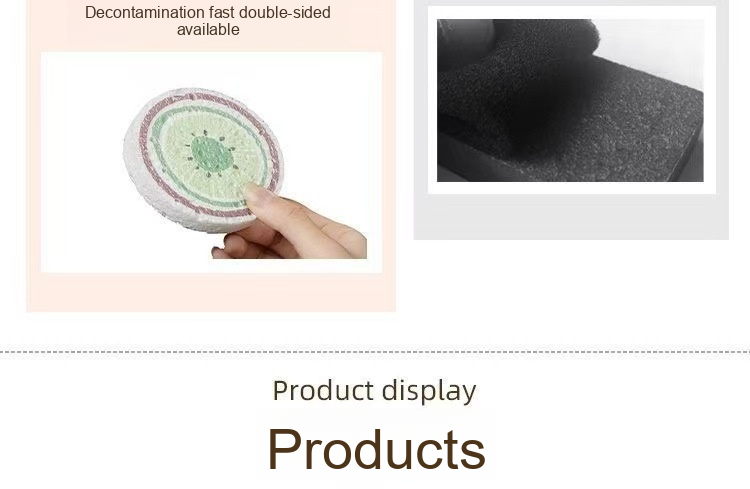 Decontamination fast double-sided
available
Product display
Products